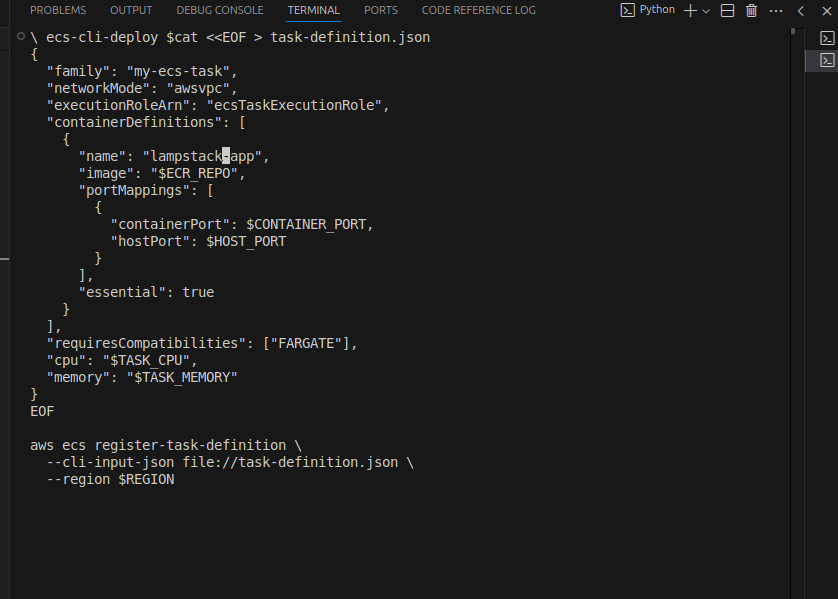 PROBLEMS OUTPUT DEBUG CONSOLE TERMINAL PORTS CODE REFERENCE LOG Python
\ ecs-cli-deploy $cat <<EOF > task-definition.json
{
  "family": "my-ecs-task",
  "networkMode": "awsvpc",
  "executionRoleArn": "ecsTaskExecutionRole",
  "containerDefinitions": [
    {
      "name": "lampstack-app",
      "image": "$ECR_REPO",
      "portMappings": [
        {
          "containerPort": $CONTAINER_PORT,
          "hostPort": $HOST_PORT
        }
      ],
      "essential": true
    }
  ],
  "requiresCompatibilities": ["FARGATE"],
  "cpu": "$TASK_CPU",
  "memory": "$TASK_MEMORY"
}
EOF

aws ecs register-task-definition \
  --cli-input-json file://task-definition.json \
  --region $REGION